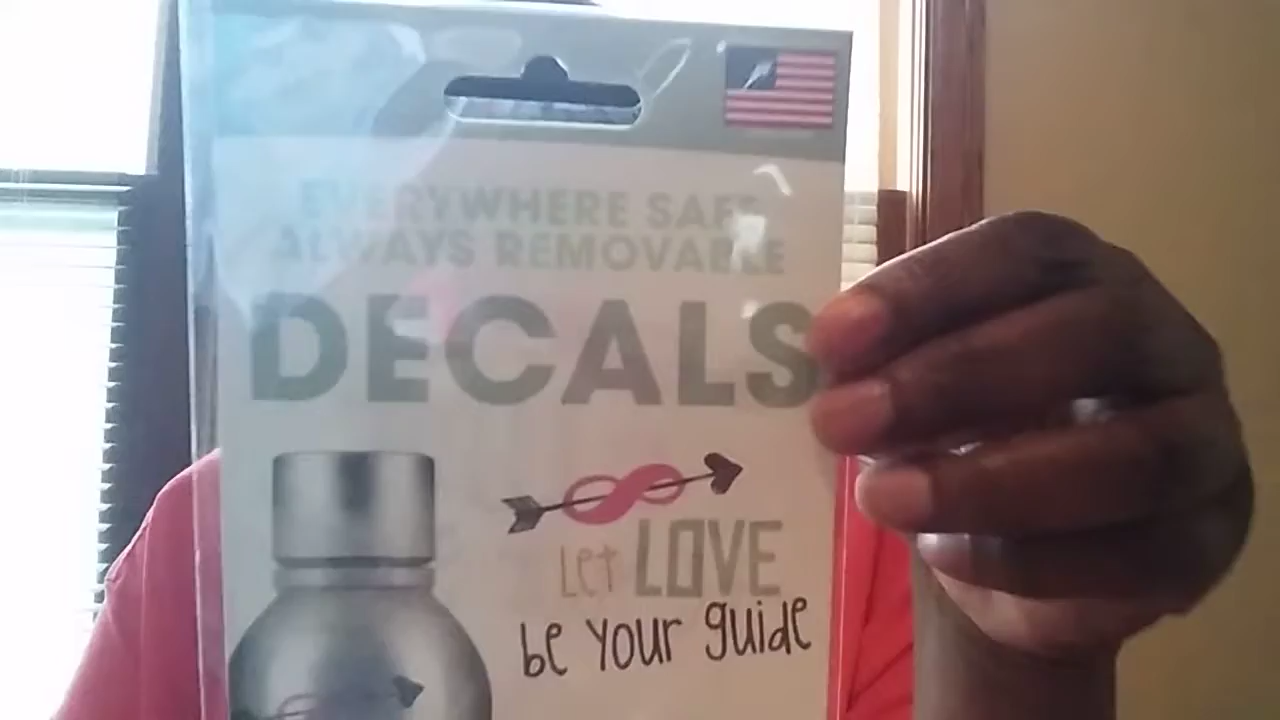 EVERYWHERE SAFE
ALWAYS REMOVABLE
DECALS
Let LOVE
be your guide